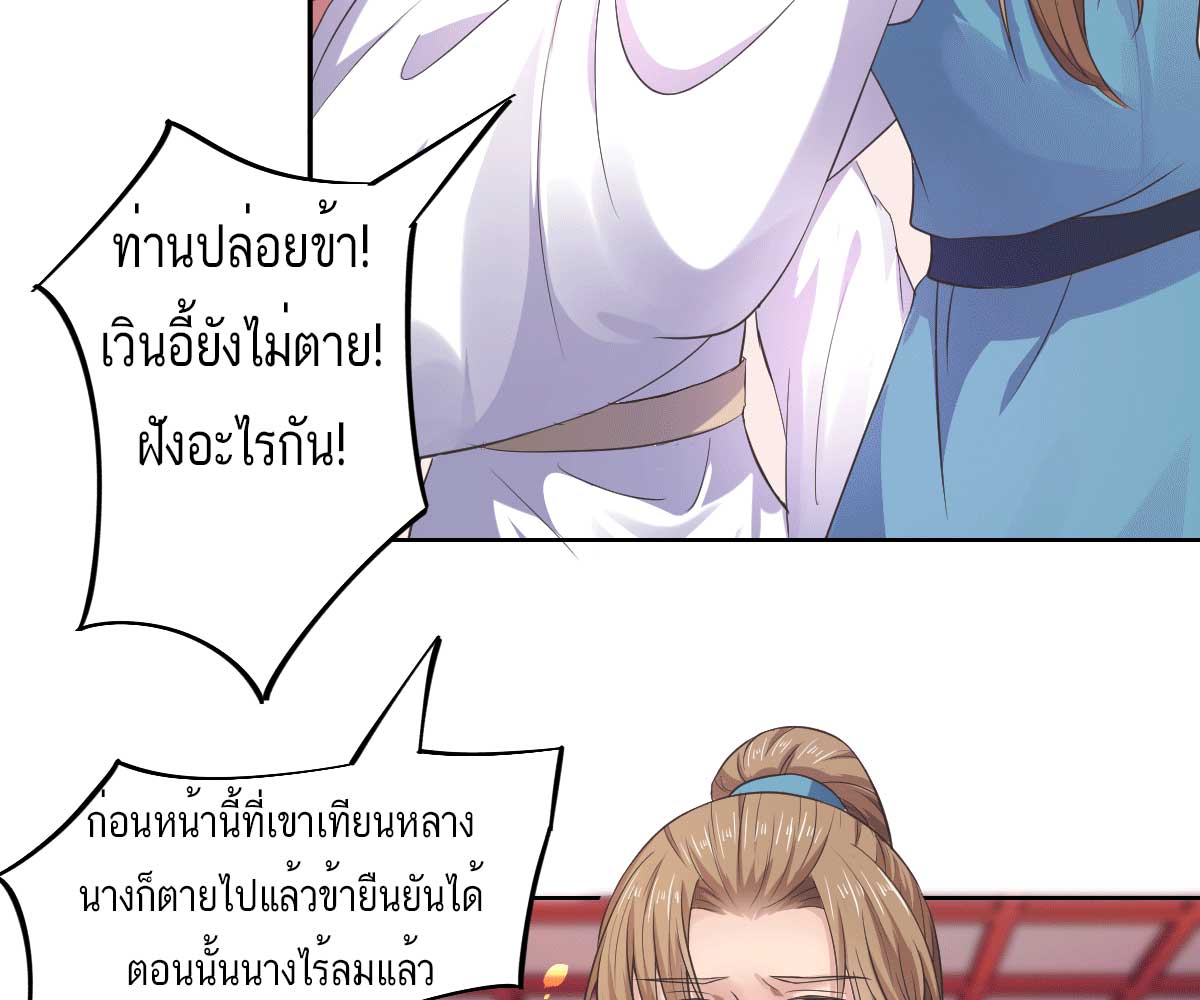 ท่านปล่อยข้า!
เวินอี้ยังไม่ตาย!
ฝังอะไรกัน!
ก่อนหน้านี้ที่เขาเทียนหลาง
นางก็ตายไปแล้วข้ายืนยันได้
ตอนนั้นนางไร้ลมแล้ว